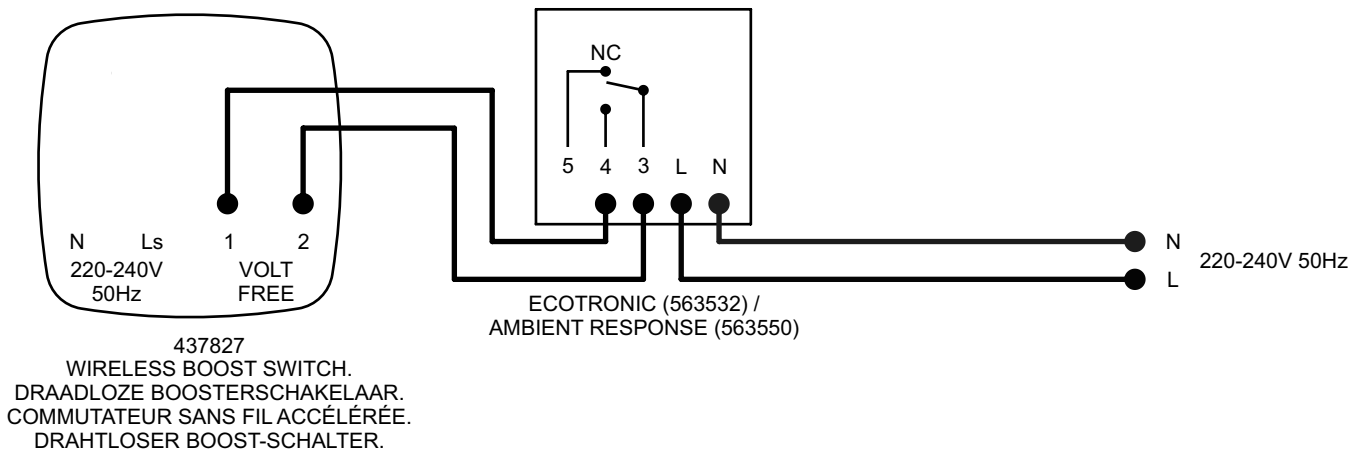 NC
5 4 3 L N
N Ls 1 2
220-240V 50Hz
VOLT FREE
N
L
220-240V 50Hz
ECOTRONIC (563532) /
AMBIENT RESPONSE (563550)
437827
WIRELESS BOOST SWITCH.
DRAADLOZE BOOSTERSCHAKELAAR.
COMMUTATEUR SANS FIL ACCÉLÉRÉE.
DRAHTLOSER BOOST-SCHALTER.